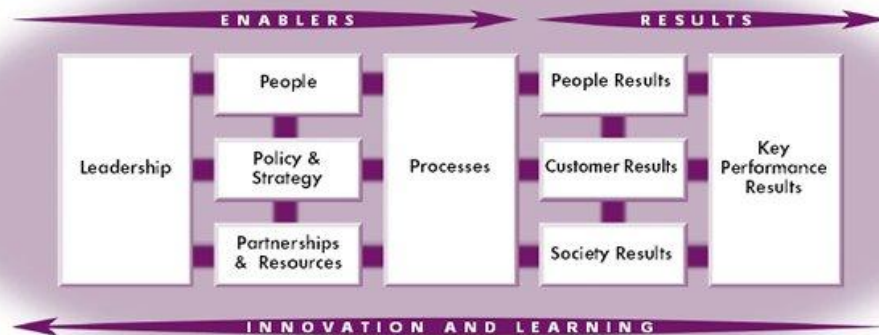 ENABLERS
RESULTS
Leadership
People
Policy &
Strategy
Partnerships
& Resources
Processes
People Results
Customer Results
Society Results
Key
Performance
Results
INNOVATION AND LEARNING